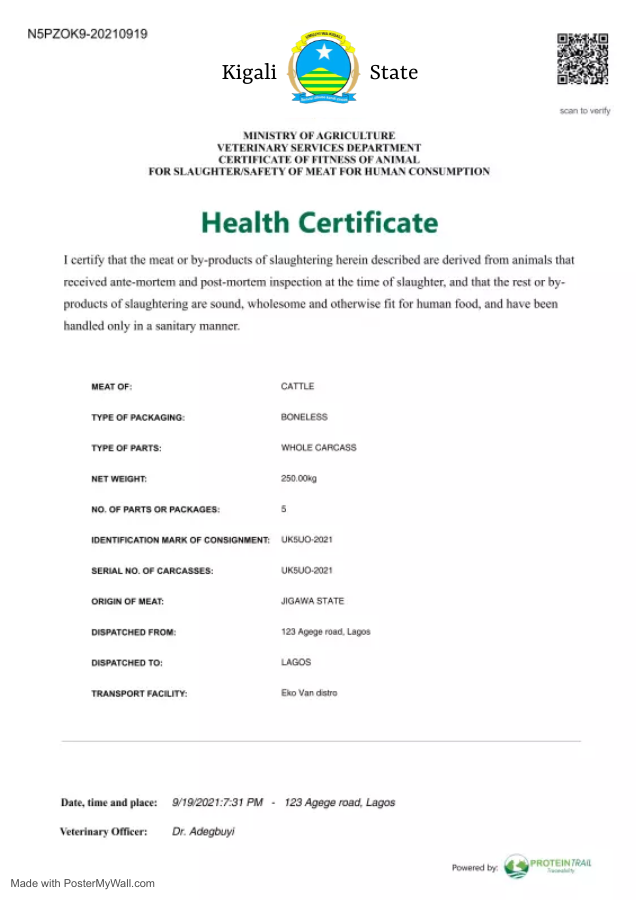 N5PZOK9-20210919
Kigali State
scan to verify
MINISTRY OF AGRICULTURE
VETERINARY SERVICES DEPARTMENT
CERTIFICATE OF FITNESS OF ANIMAL
FOR SLAUGHTER/SAFETY OF MEAT FOR HUMAN CONSUMPTION
Health Certificate
I certify that the meat or by-products of slaughtering herein described are derived from animals that
received ante-mortem and post-mortem inspection at the time of slaughter, and that the rest or by-
products of slaughtering are sound, wholesome and otherwise fit for human food, and have been
handled only in a sanitary manner.
MEAT OF: CATTLE
TYPE OF PACKAGING: BONELESS
TYPE OF PARTS: WHOLE CARCASS
NET WEIGHT: 250.00kg
NO. OF PARTS OR PACKAGES: 5
IDENTIFICATION MARK OF CONSIGNMENT: UK5UO-2021
SERIAL NO. OF CARCASSES: UK5UO-2021
ORIGIN OF MEAT: JIGAWA STATE
DISPATCHED FROM: 123 Agege road, Lagos
DISPATCHED TO: LAGOS
TRANSPORT FACILITY: Eko Van distro
Date, time and place: 9/19/2021:7:31 PM - 123 Agege road, Lagos
Veterinary Officer: Dr. Adegbuyi
Powered by: PROTEINTRAIL
Traceability
Made with PosterMyWall.com